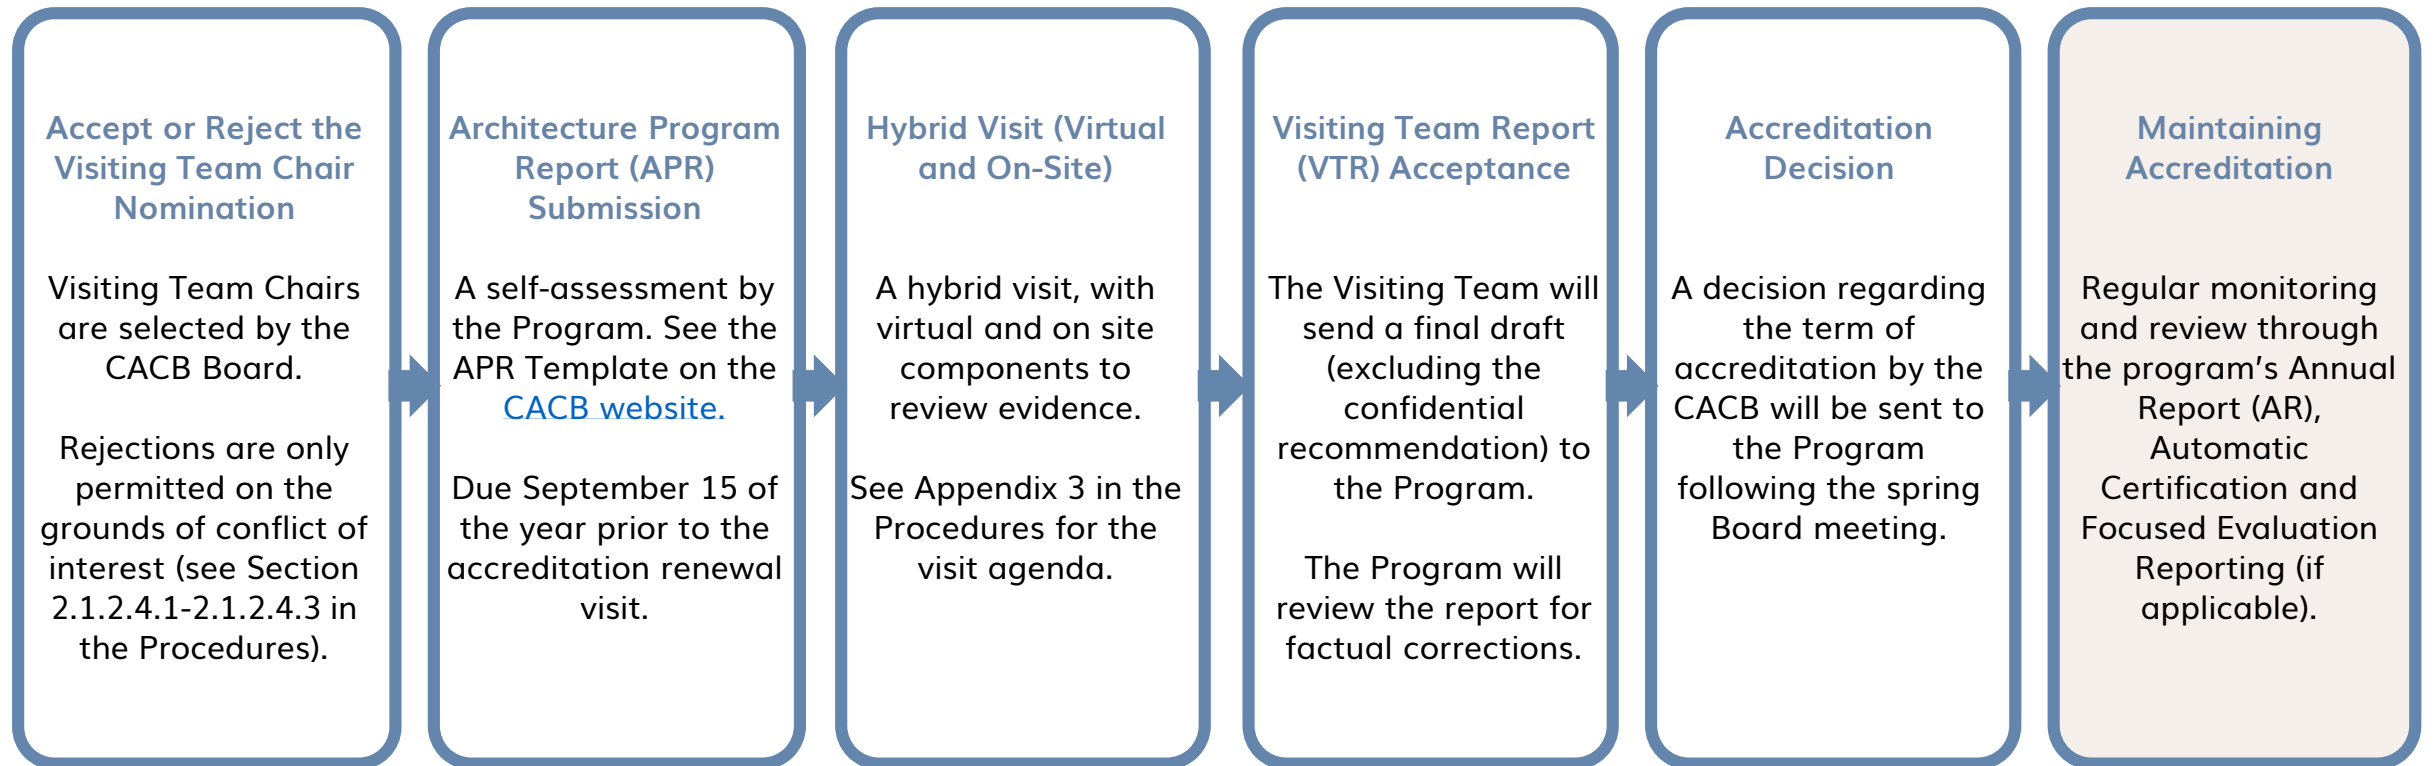 Accept or Reject the
Visiting Team Chair
Nomination
Visiting Team Chairs
are selected by the
CACB Board.
Rejections are only
permitted on the
grounds of conflict of
interest (see Section
2.1.2.4.1-2.1.2.4.3 in
the Procedures).
Architecture Program
Report (APR)
Submission
A self-assessment by
the Program. See the
APR Template on the
CACB website.
Due September 15 of
the year prior to the
accreditation renewal
visit.
Hybrid Visit (Virtual
and On-Site)
A hybrid visit, with
virtual and on site
components to
review evidence.
See Appendix 3 in the
Procedures for the
visit agenda.
Visiting Team Report
(VTR) Acceptance
The Visiting Team will
send a final draft
(excluding the
confidential
recommendation) to
the Program.
The Program will
review the report for
factual corrections.
Accreditation
Decision
A decision regarding
the term of
accreditation by the
CACB will be sent to
the Program
following the spring
Board meeting.
Maintaining
Accreditation
Regular monitoring
and review through
the program's Annual
Report (AR),
Automatic
Certification and
Focused Evaluation
Reporting (if
applicable).